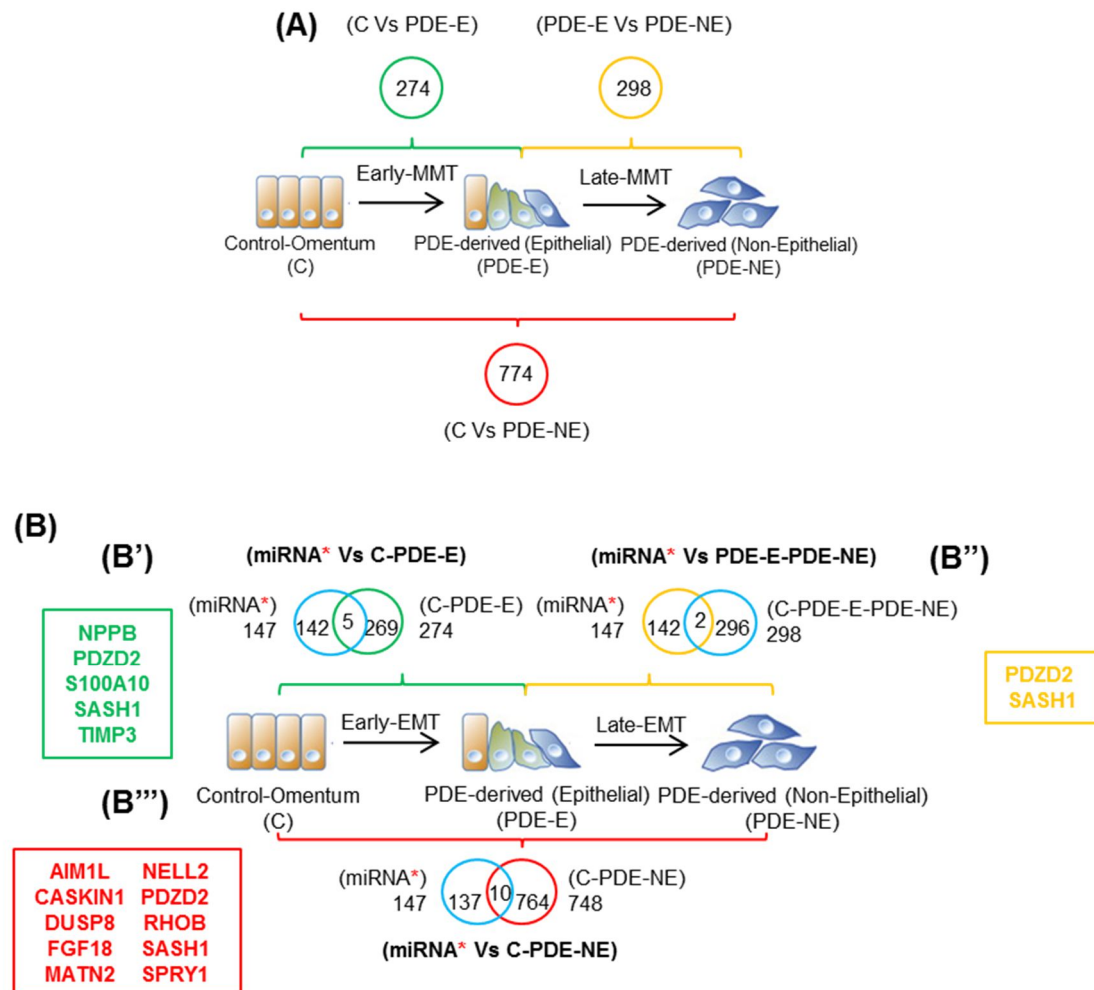 (A)
(C Vs PDE-E)
(PDE-E Vs PDE-NE)
274
298
Early-MMT
Late-MMT
Control-Omentum
(C)
PDE-derived (Epithelial)
(PDE-E)
PDE-derived (Non-Epithelial)
(PDE-NE)
774
(C Vs PDE-NE)
(B)
(B')
(miRNA* Vs C-PDE-E)
(miRNA* Vs PDE-E-PDE-NE)
(B'')
(miRNA*)
147
142
5
269
(C-PDE-E)
274
(miRNA*)
147
142
2
296
(C-PDE-E-PDE-NE)
298
NPPB
PDZD2
S100A10
SASH1
TIMP3
PDZD2
SASH1
Early-EMT
Late-EMT
Control-Omentum
(C)
PDE-derived (Epithelial)
(PDE-E)
PDE-derived (Non-Epithelial)
(PDE-NE)
(B''')
AIM1L NELL2
CASKIN1 PDZD2
DUSP8 RHOB
FGF18 SASH1
MATN2 SPRY1
(miRNA*)
147
137
10
764
(C-PDE-NE)
748
(miRNA* Vs C-PDE-NE)